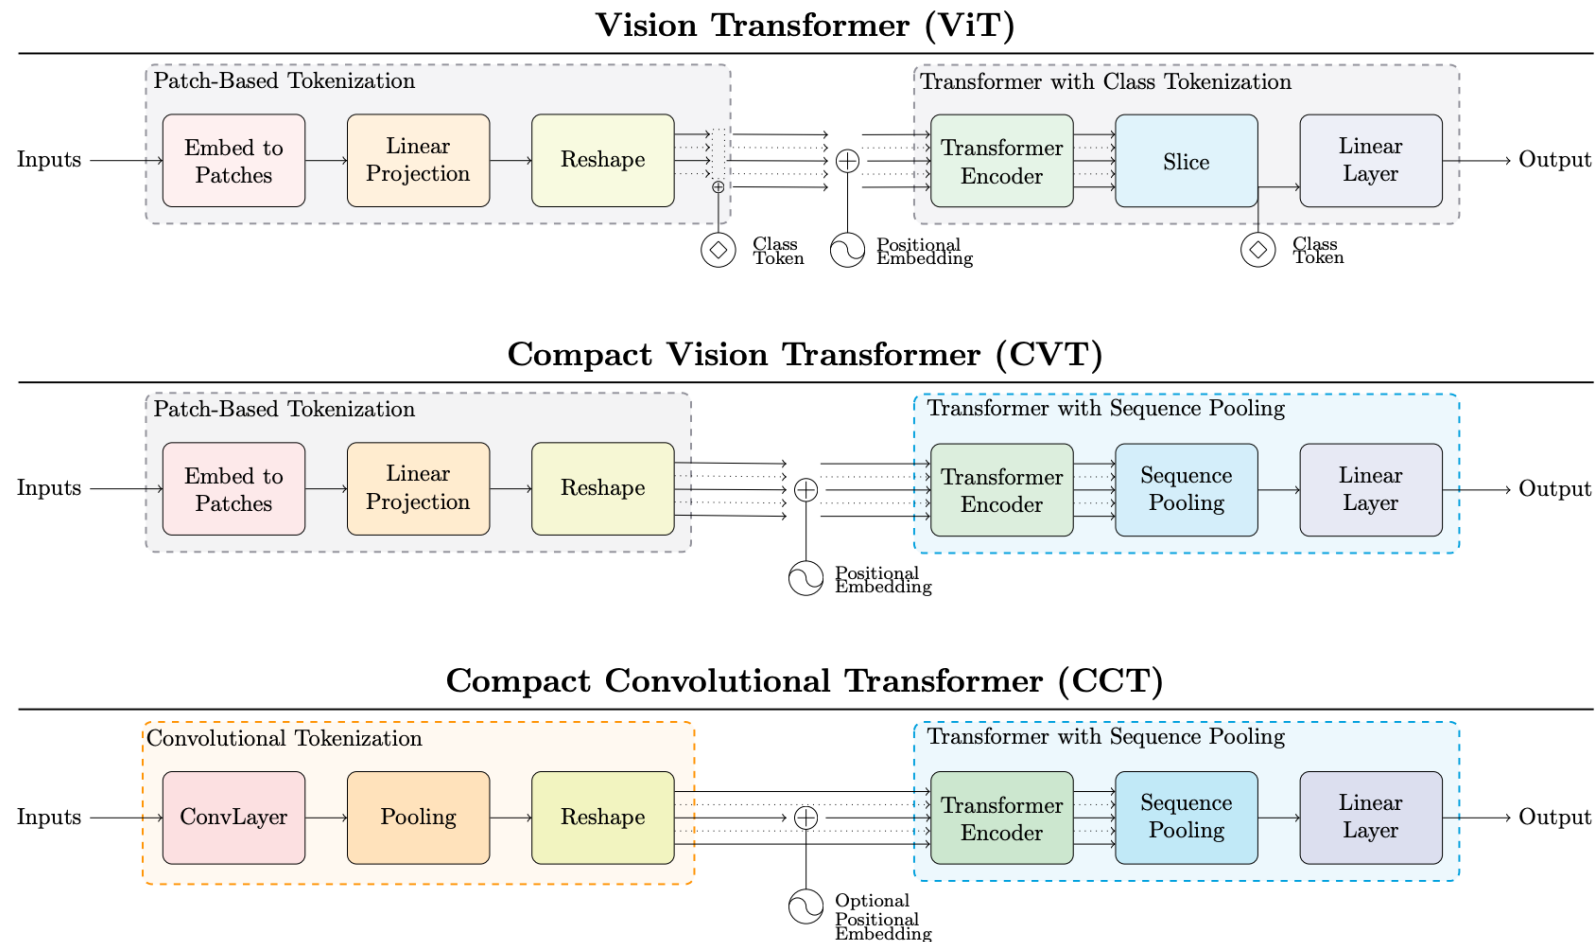 Vision Transformer (ViT)
Patch-Based Tokenization
Transformer with Class Tokenization
Inputs
Embed to
Patches
Linear
Projection
Reshape
Transformer
Encoder
Slice
Linear
Layer
Output
Class
Token
Positional
Embedding
Class
Token
Compact Vision Transformer (CVT)
Patch-Based Tokenization
Transformer with Sequence Pooling
Inputs
Embed to
Patches
Linear
Projection
Reshape
Transformer
Encoder
Sequence
Pooling
Linear
Layer
Output
Positional
Embedding
Compact Convolutional Transformer (CCT)
Convolutional Tokenization
Transformer with Sequence Pooling
Inputs
ConvLayer
Pooling
Reshape
Transformer
Encoder
Sequence
Pooling
Linear
Layer
Output
Optional
Positional
Embedding